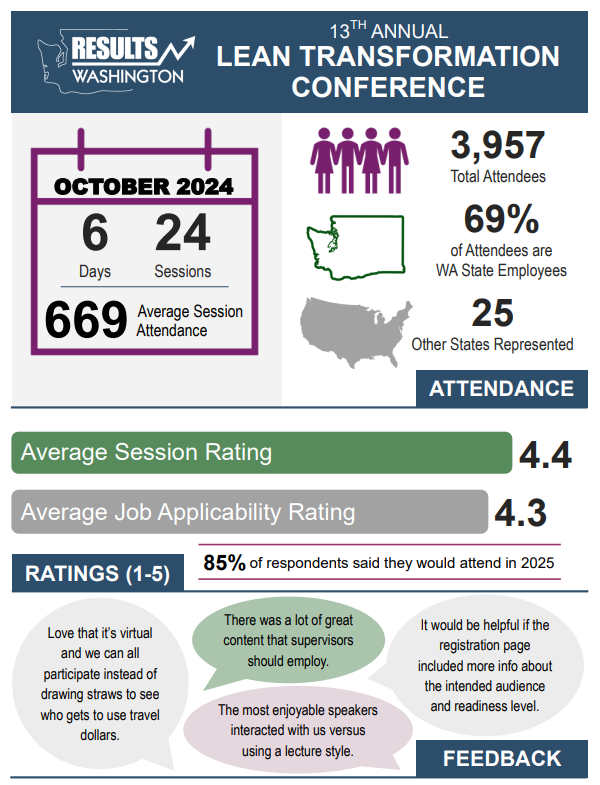 RESULTS
WASHINGTON
13TH ANNUAL
LEAN TRANSFORMATION
CONFERENCE
OCTOBER 2024
6
Days
24
Sessions
669
Average Session
Attendance
3,957
Total Attendees
69%
of Attendees are
WA State Employees
25
Other States Represented
ATTENDANCE
Average Session Rating
4.4
Average Job Applicability Rating
4.3
RATINGS (1-5)
85% of respondents said they would attend in 2025
Love that it's virtual
and we can all
participate instead of
drawing straws to see
who gets to use travel
dollars.
There was a lot of great
content that supervisors
should employ.
The most enjoyable speakers
interacted with us versus
using a lecture style.
It would be helpful if the
registration page
included more info about
the intended audience
and readiness level.
FEEDBACK